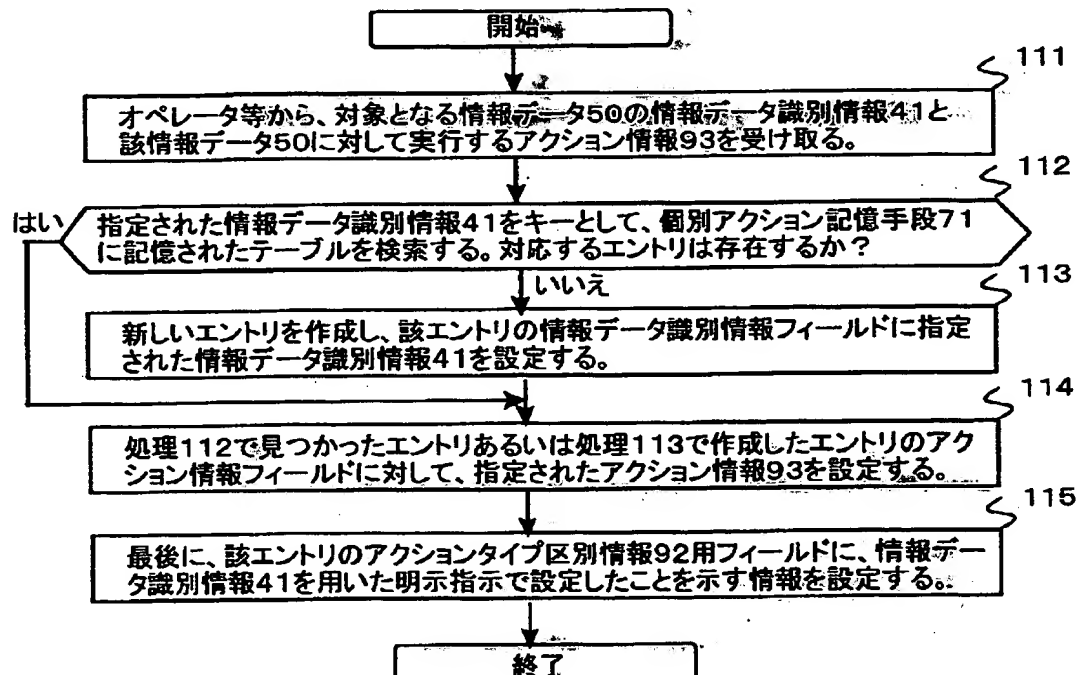 開始
111
オペレータ等から、対象となる情報データ50の情報データ識別情報41と
該情報データ50に対して実行するアクション情報93を受け取る。
112
はい
指定された情報データ識別情報41をキーとして、個別アクション記憶手段71
に記憶されたテーブルを検索する。対応するエントリは存在するか？
いいえ
113
新しいエントリを作成し、該エントリの情報データ識別情報フィールドに指定
された情報データ識別情報41を設定する。
114
処理112で見つかったエントリあるいは処理113で作成したエントリのアク
ション情報フィールドに対して、指定されたアクション情報93を設定する。
115
最後に、該エントリのアクションタイプ区別情報92用フィールドに、情報デー
タ識別情報41を用いた明示指示で設定したことを示す情報を設定する。
終了